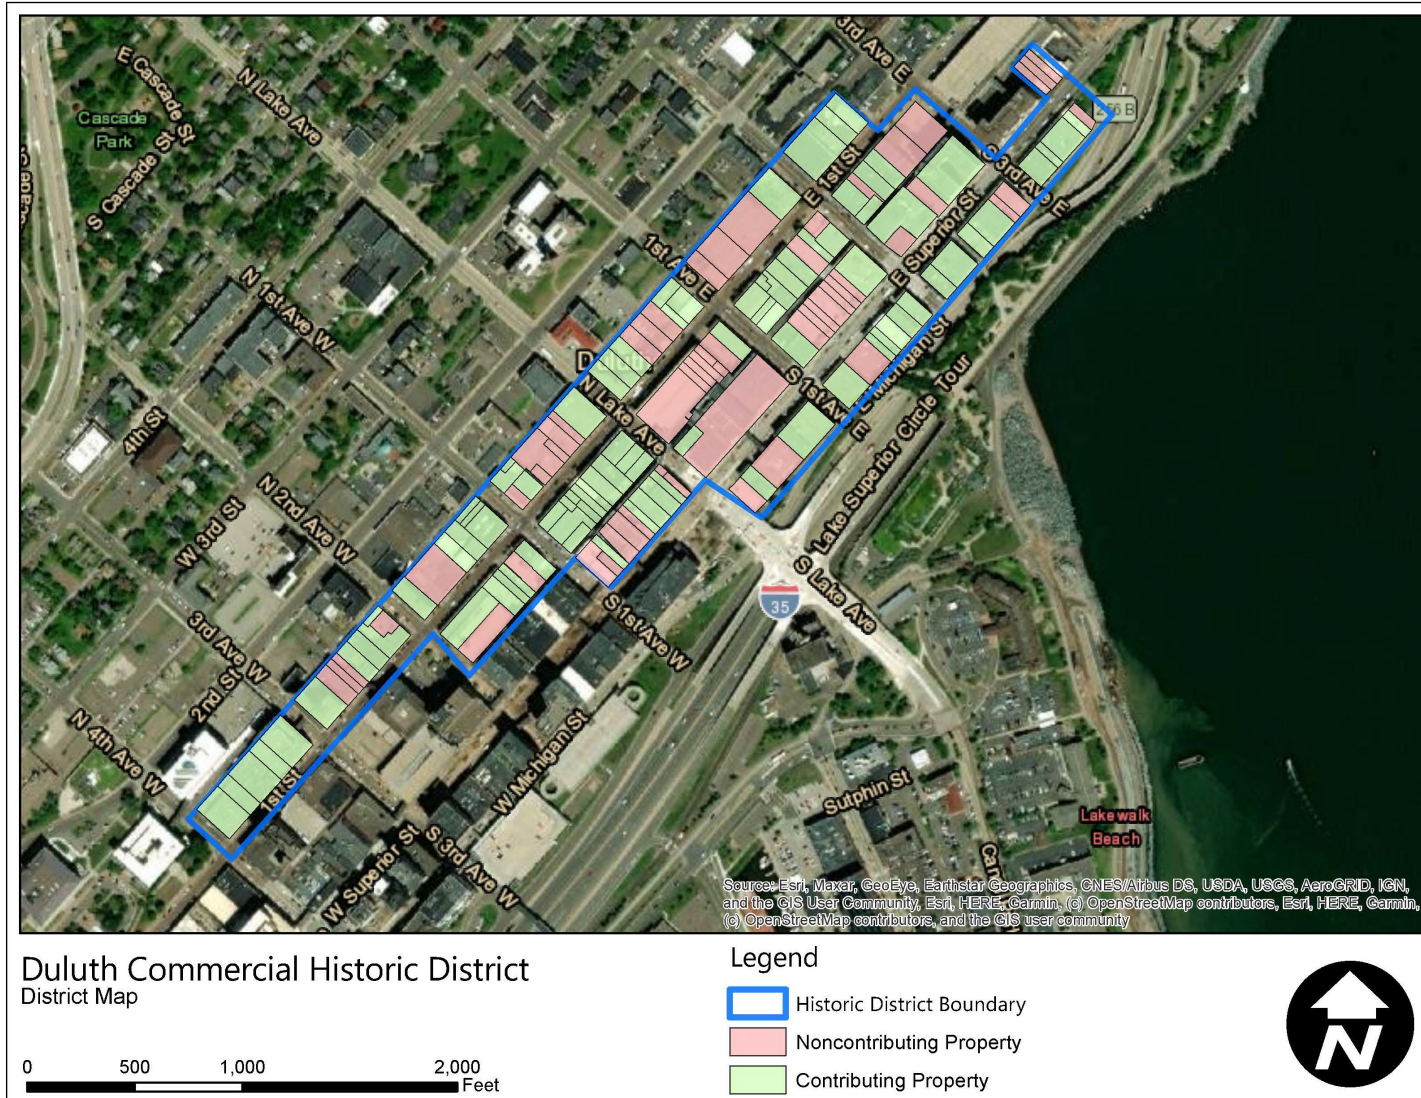 3rd Ave E
E Cascade St
N Lake Ave
Cascade
Park
S Cascade St
256 B
E 1st St
S 3rd Ave E
E Superior St
1st Ave E
N 1st Ave W
Duluth
S 1st Ave E
E Michigan St
Lake Superior Circle Tour
N Lake Ave
4th St
W 3rd St
N 2nd Ave W
S Lake Ave
35
S 1st Ave W
3rd Ave W
2nd St
N 4th Ave W
1st St
W Michigan St
W Superior St
S 3rd Ave W
Sutphin St
Lakewalk
Beach
Source: Esri, Maxar, GeoEye, Earthstar Geographics, CNES/Airbus DS, USDA, USGS, AeroGRID, IGN,
and the GIS User Community, Esri, HERE, Garmin, (c) OpenStreetMap contributors, Esri, HERE, Garmin,
(c) OpenStreetMap contributors, and the GIS user community
Duluth Commercial Historic District
District Map
0 500 1,000 2,000
Feet
Legend
Historic District Boundary
Noncontributing Property
Contributing Property
N